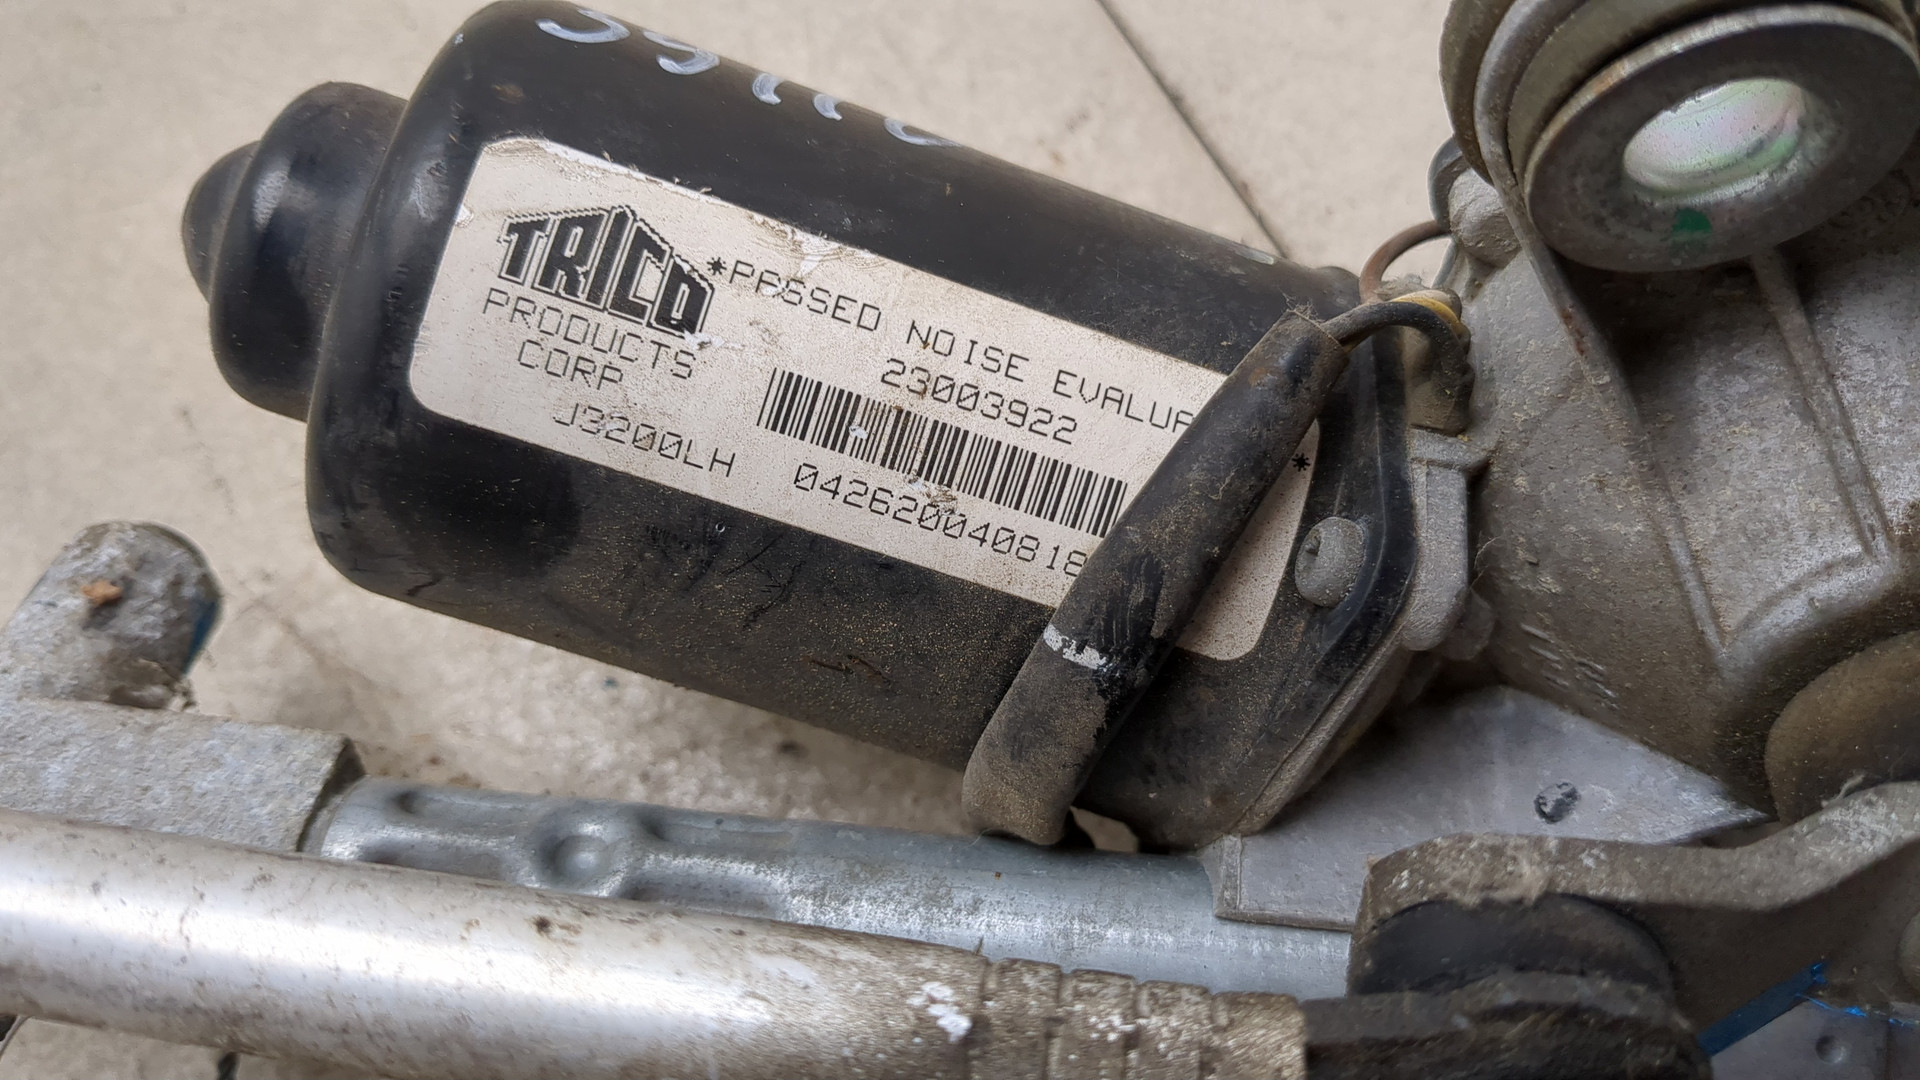 TRICO
PRODUCTS
CORP
J3200LH
*PASSED NOISE EVALUA
*
23003922
042620040818